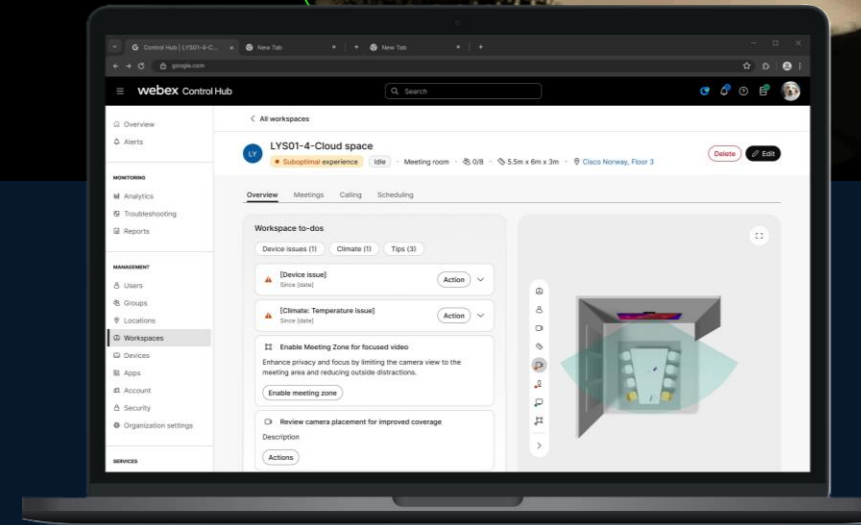 Control Hub | LYS01-4-C...
New Tab
New Tab
google.com
webex Control Hub
Search
Overview
Alerts
MONITORING
Analytics
Troubleshooting
Reports
MANAGEMENT
Users
Groups
Locations
Workspaces
Devices
Apps
Account
Security
Organization settings
SERVICES
All workspaces
LY
LYS01-4-Cloud space
Suboptimal experience Idle · Meeting room · 0/8 · 5.5m x 6m x 3m · Cisco Norway, Floor 3
Delete
Edit
Overview Meetings Calling Scheduling
Workspace to-dos
Device issues (1) Climate (1) Tips (3)
[Device issue]
Since [date]
Action
[Climate: Temperature issue]
Since [date]
Action
Enable Meeting Zone for focused video
Enhance privacy and focus by limiting the camera view to the
meeting area and reducing outside distractions.
Enable meeting zone
Review camera placement for improved coverage
Description
Actions